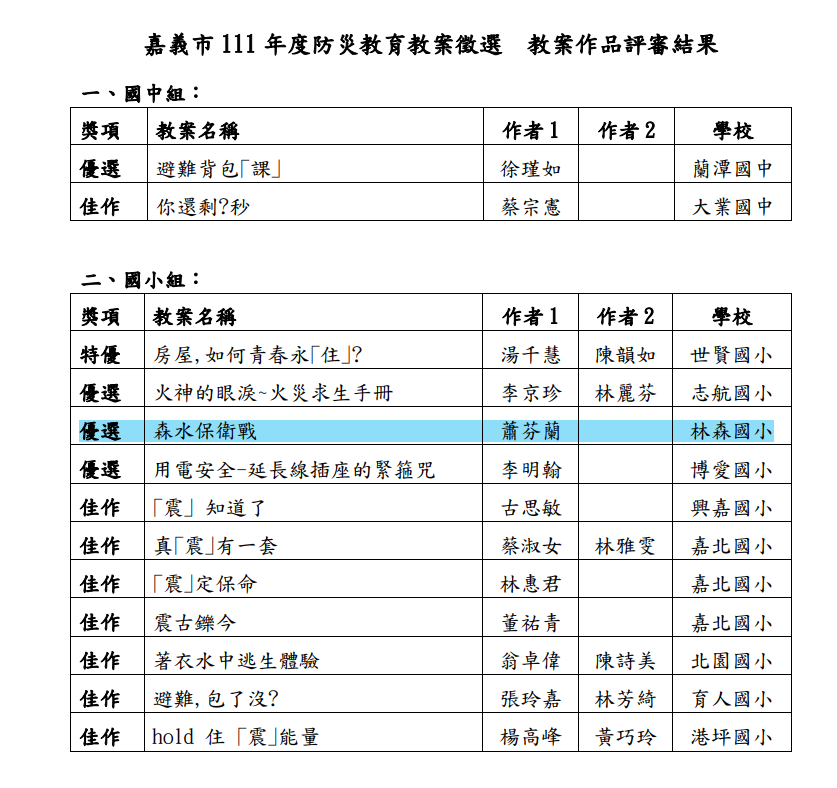 嘉義市 111 年度防災教育教案徵選 教案作品評審結果
一、國中組：
獎項 教案名稱 作者 1 作者 2 學校
優選 避難背包「課」 徐瑾如 蘭潭國中
佳作 你還剩?秒 蔡宗憲 大業國中
二、國小組：
獎項 教案名稱 作者 1 作者 2 學校
特優 房屋,如何青春永「住」? 湯千慧 陳韻如 世賢國小
優選 火神的眼淚~火災求生手冊 李京珍 林麗芬 志航國小
優選 森水保衛戰 蕭芬蘭 林森國小
優選 用電安全-延長線插座的緊箍咒 李明翰 博愛國小
佳作 「震」 知道了 古思敏 興嘉國小
佳作 真「震」有一套 蔡淑女 林雅雯 嘉北國小
佳作 「震」定保命 林惠君 嘉北國小
佳作 震古鑠今 董祐青 嘉北國小
佳作 著衣水中逃生體驗 翁卓偉 陳詩美 北園國小
佳作 避難,包了沒? 張玲嘉 林芳綺 育人國小
佳作 hold 住 「震」能量 楊高峰 黃巧玲 港坪國小